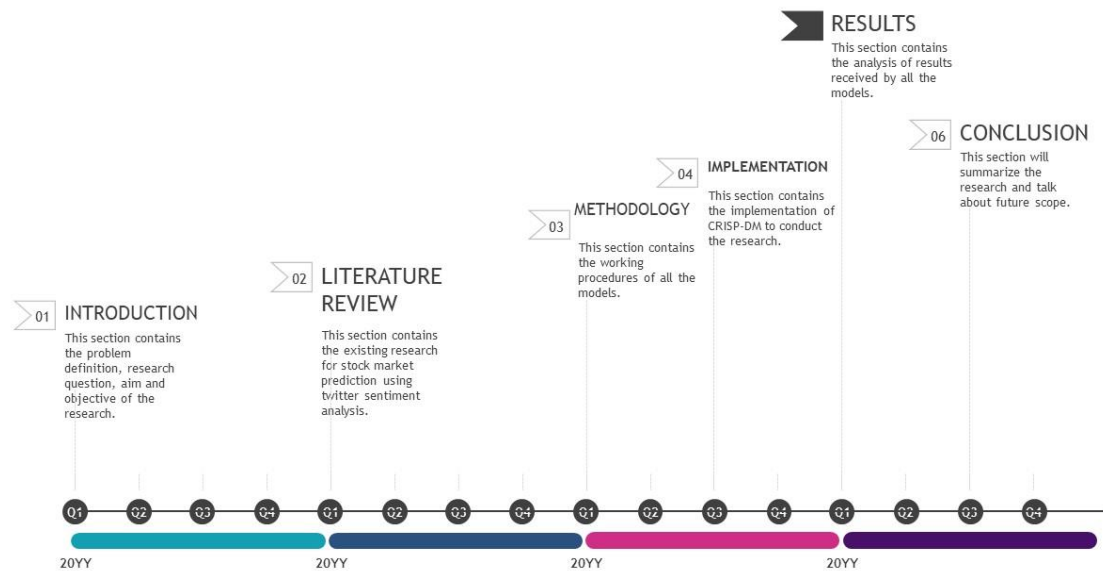 RESULTS
This section contains
the analysis of results
received by all the
models.
06
CONCLUSION
This section will
summarize the
research and talk
about future scope.
04
IMPLEMENTATION
This section contains
the implementation of
CRISP-DM to conduct
the research.
03
METHODOLOGY
This section contains
the working
procedures of all the
models.
02
LITERATURE
REVIEW
This section contains
the existing research
for stock market
prediction using
twitter sentiment
analysis.
01
INTRODUCTION
This section contains
the problem
definition, research
question, aim and
objective of the
research.
Q1 Q2 Q3 Q4 Q1 Q2 Q3 Q4 Q1 Q2 Q3 Q4 Q1 Q2 Q3 Q4
20YY 20YY 20YY 20YY